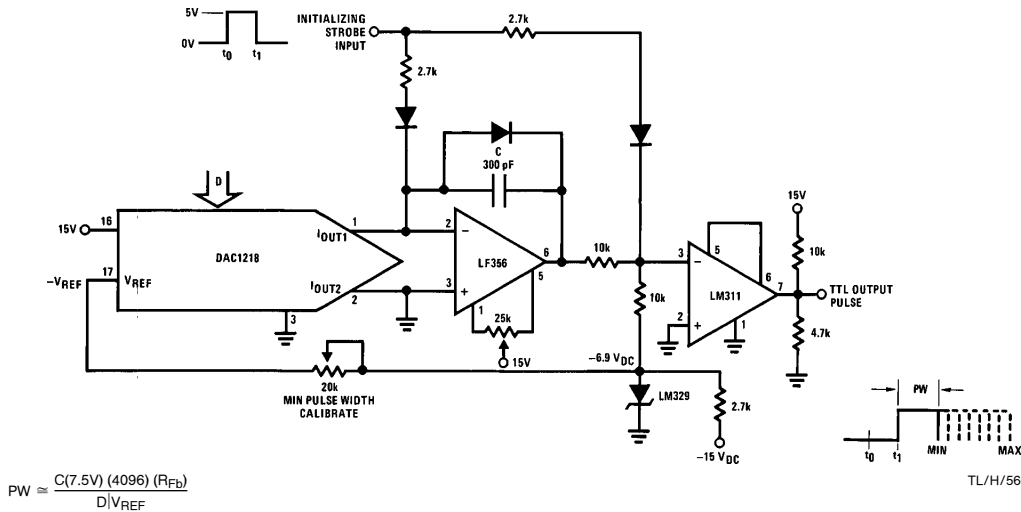 5V
0V
t0
t1
INITIALIZING
STROBE
INPUT
2.7k
2.7k
C
300 pF
D
15V
16
DAC1218
1
IOUT1
17
-VREF
VREF
IOUT2
2
3
2
−
LF356
6
3
+
1
5
25k
15V
10k
10k
3
−
5
6
LM311
7
2
+
1
15V
10k
TTL OUTPUT
PULSE
4.7k
20k
MIN PULSE WIDTH
CALIBRATE
−6.9 VDC
LM329
2.7k
−15 VDC
PW
t0
t1
MIN
MAX
TL/H/56
PW ≅ C(7.5V) (4096) (RFb)
D|VREF